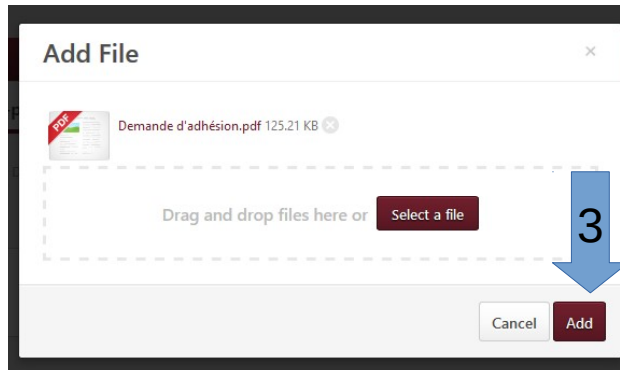 Add File
×
PDF
Demande d'adhésion.pdf 125.21 KB
Drag and drop files here or Select a file
3
Cancel Add